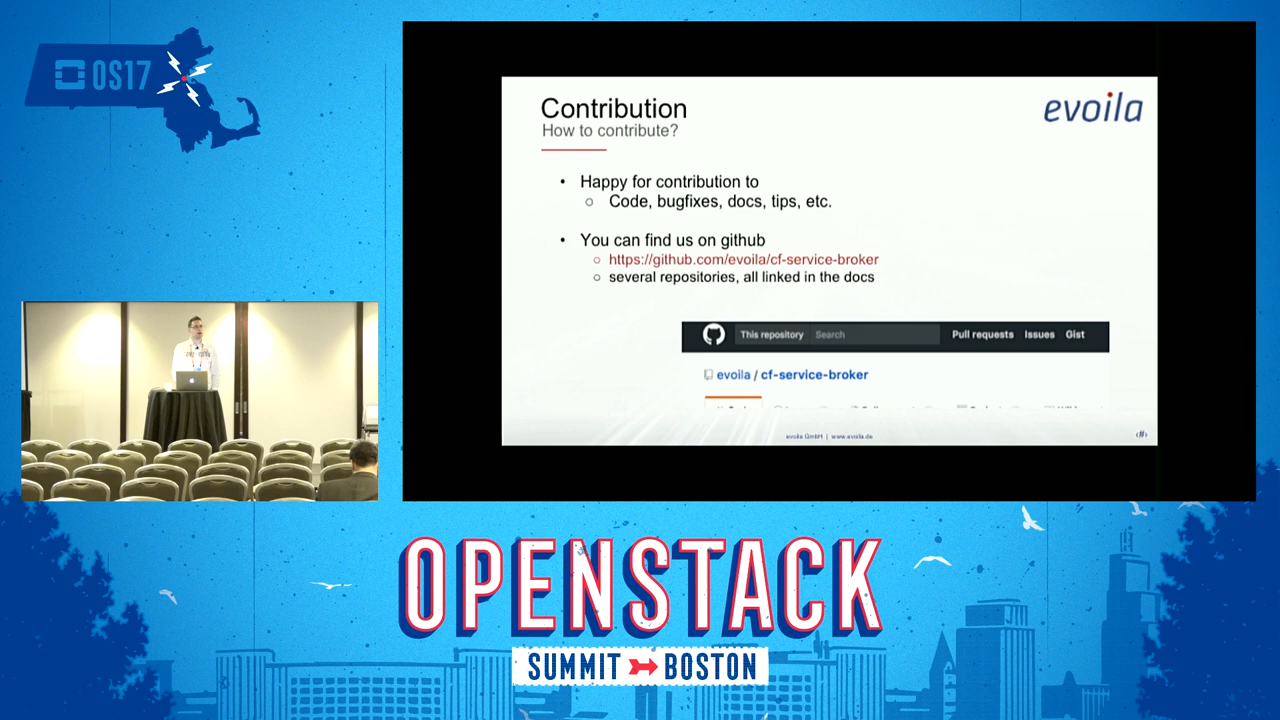 OS17
Contribution
How to contribute?
evoila
• Happy for contribution to
○ Code, bugfixes, docs, tips, etc.
• You can find us on github
○ https://github.com/evoila/cf-service-broker
○ several repositories, all linked in the docs
This repository Search Pull requests Issues Gist
evoila / cf-service-broker
evoila GmbH | www.evoila.de
‹#›
OPENSTACK
SUMMIT BOSTON